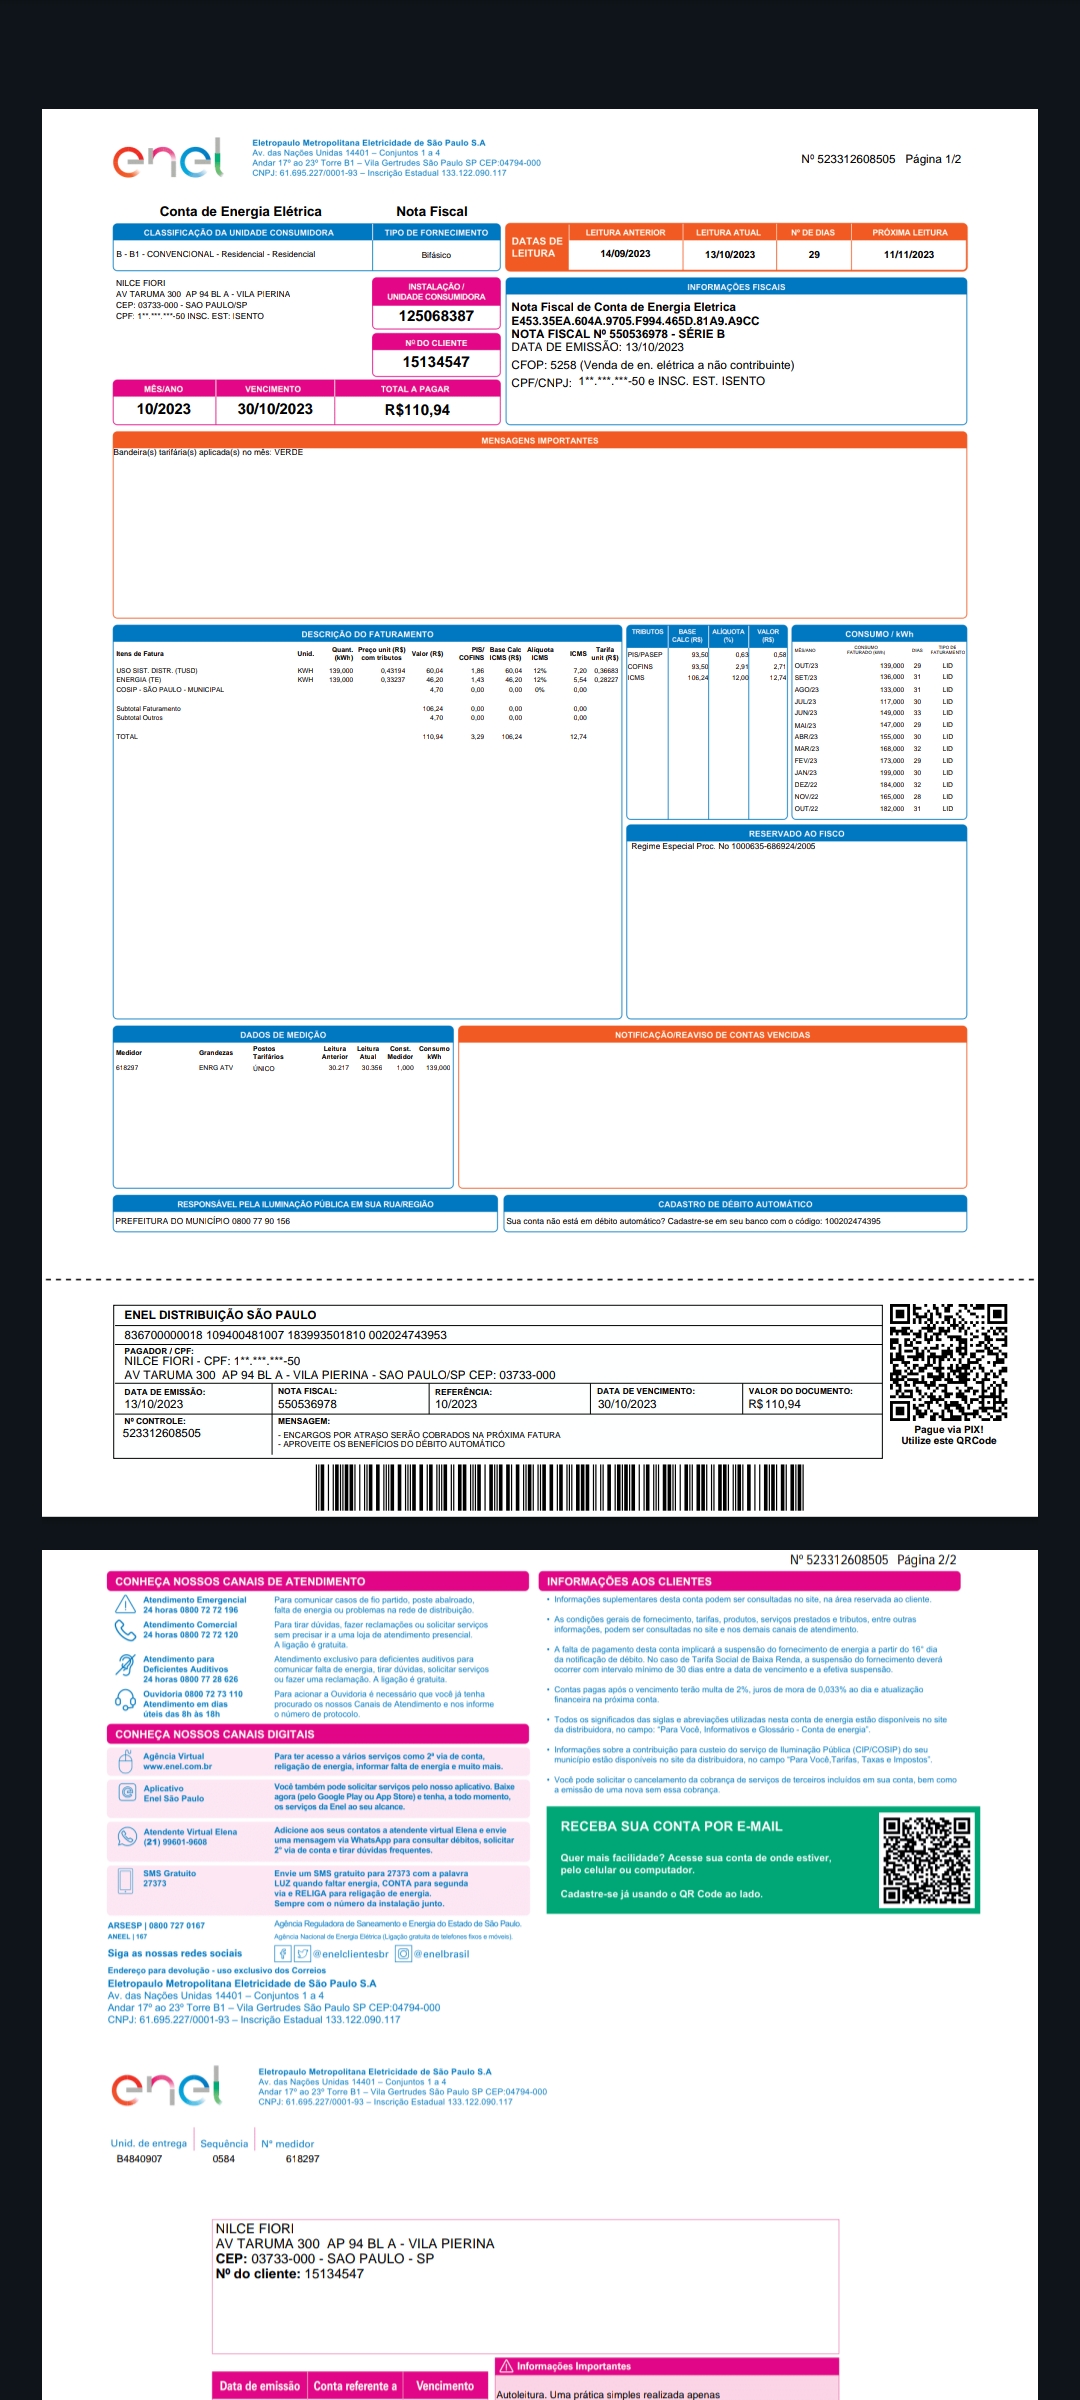 enel
Eletropaulo Metropolitana Eletricidade de São Paulo S.A
Av. das Nações Unidas 14401 – Conjuntos 1 a 4
Andar 17º ao 23º Torre B1 – Vila Gertrudes São Paulo SP CEP:04794-000
CNPJ: 61.695.227/0001-93 – Inscrição Estadual 133.122.090.117
Nº 523312608505 Página 1/2
Conta de Energia Elétrica Nota Fiscal
CLASSIFICAÇÃO DA UNIDADE CONSUMIDORA TIPO DE FORNECIMENTO
B - B1 - CONVENCIONAL - Residencial - Residencial Bifásico
DATAS DE LEITURA
LEITURA ANTERIOR LEITURA ATUAL Nº DE DIAS PRÓXIMA LEITURA
14/09/2023 13/10/2023 29 11/11/2023
NILCE FIORI
AV TARUMA 300 AP 94 BL A - VILA PIERINA
CEP: 03733-000 - SAO PAULO/SP
CPF: 1**.***.***-50 INSC. EST: ISENTO
INSTALAÇÃO /
UNIDADE CONSUMIDORA
125068387
Nº DO CLIENTE
15134547
MÊS/ANO VENCIMENTO TOTAL A PAGAR
10/2023 30/10/2023 R$110,94
INFORMAÇÕES FISCAIS
Nota Fiscal de Conta de Energia Eletrica
E453.35EA.604A.9705.F994.465D.81A9.A9CC
NOTA FISCAL Nº 550536978 - SÉRIE B
DATA DE EMISSÃO: 13/10/2023
CFOP: 5258 (Venda de en. elétrica a não contribuinte)
CPF/CNPJ: 1**.***.***-50 e INSC. EST. ISENTO
MENSAGENS IMPORTANTES
Bandeira(s) tarifária(s) aplicada(s) no mês: VERDE
DESCRIÇÃO DO FATURAMENTO
Itens de Fatura Unid. Quant. (kWh) Preço unit (R$) com tributos Valor (R$) PIS/ COFINS Base Calc ICMS (R$) Alíquota ICMS ICMS Tarifa unit (R$)
USO SIST. DISTR. (TUSD) KWH 139,000 0,43194 60,04 1,86 60,04 12% 7,20 0,36683
ENERGIA (TE) KWH 139,000 0,33237 46,20 1,43 46,20 12% 5,54 0,28227
COSIP - SÃO PAULO - MUNICIPAL 4,70 0,00 0,00 0% 0,00
Subtotal Faturamento 106,24 0,00 0,00 0,00
Subtotal Outros 4,70 0,00 0,00 0,00
TOTAL 110,94 3,29 106,24 12,74
TRIBUTOS BASE CALC (R$) ALÍQUOTA (%) VALOR (R$)
PIS/PASEP 93,50 0,63 0,58
COFINS 93,50 2,91 2,71
ICMS 106,24 12,00 12,74
CONSUMO / kWh
MÊS/ANO CONSUMO FATURADO (kWh) DIAS TIPO DE FATURAMENTO
OUT/23 139,000 29 LID
SET/23 136,000 31 LID
AGO/23 133,000 31 LID
JUL/23 117,000 30 LID
JUN/23 149,000 33 LID
MAI/23 147,000 29 LID
ABR/23 155,000 30 LID
MAR/23 168,000 32 LID
FEV/23 173,000 29 LID
JAN/23 199,000 30 LID
DEZ/22 184,000 32 LID
NOV/22 165,000 28 LID
OUT/22 182,000 31 LID
RESERVADO AO FISCO
Regime Especial Proc. No 1000635-686924/2005
DADOS DE MEDIÇÃO
Medidor Grandezas Postos Tarifários Leitura Anterior Leitura Atual Const. Medidor Consumo kWh
618297 ENRG ATV ÚNICO 30.217 30.356 1,000 139,000
NOTIFICAÇÃO/REAVISO DE CONTAS VENCIDAS
RESPONSÁVEL PELA ILUMINAÇÃO PÚBLICA EM SUA RUA/REGIÃO
PREFEITURA DO MUNICÍPIO 0800 77 90 156
CADASTRO DE DÉBITO AUTOMÁTICO
Sua conta não está em débito automático? Cadastre-se em seu banco com o código: 100202474395
ENEL DISTRIBUIÇÃO SÃO PAULO
836700000018 109400481007 183993501810 002024743953
PAGADOR / CPF:
NILCE FIORI - CPF: 1**.***.***-50
AV TARUMA 300 AP 94 BL A - VILA PIERINA - SAO PAULO/SP CEP: 03733-000
DATA DE EMISSÃO: NOTA FISCAL: REFERÊNCIA: DATA DE VENCIMENTO: VALOR DO DOCUMENTO:
13/10/2023 550536978 10/2023 30/10/2023 R$110,94
Nº CONTROLE: MENSAGEM:
523312608505
- ENCARGOS POR ATRASO SERÃO COBRADOS NA PRÓXIMA FATURA
- APROVEITE OS BENEFÍCIOS DO DÉBITO AUTOMÁTICO
Pague via PIX!
Utilize este QRCode
Nº 523312608505 Página 2/2
CONHEÇA NOSSOS CANAIS DE ATENDIMENTO
Atendimento Emergencial
24 horas 0800 72 72 196
Para comunicar casos de fio partido, poste abalroado,
falta de energia ou problemas na rede de distribuição.
Atendimento Comercial
24 horas 0800 72 72 120
Para tirar dúvidas, fazer reclamações ou solicitar serviços
sem precisar ir a uma loja de atendimento presencial.
A ligação é gratuita.
Atendimento para
Deficientes Auditivos
24 horas 0800 77 28 626
Atendimento exclusivo para deficientes auditivos para
comunicar falta de energia, tirar dúvidas, solicitar serviços
ou fazer uma reclamação. A ligação é gratuita.
Ouvidoria 0800 72 73 110
Atendimento em dias
úteis das 8h às 18h
Para acionar a Ouvidoria é necessário que você já tenha
procurado os nossos Canais de Atendimento e nos informe
o número de protocolo.
CONHEÇA NOSSOS CANAIS DIGITAIS
Agência Virtual
www.enel.com.br
Para ter acesso a vários serviços como 2ª via de conta,
religação de energia, informar falta de energia e muito mais.
Aplicativo
Enel São Paulo
Você também pode solicitar serviços pelo nosso aplicativo. Baixe
agora (pelo Google Play ou App Store) e tenha, a todo momento,
os serviços da Enel ao seu alcance.
Atendente Virtual Elena
(21) 99601-9608
Adicione aos seus contatos a atendente virtual Elena e envie
uma mensagem via WhatsApp para consultar débitos, solicitar
2° via de conta e tirar dúvidas frequentes.
SMS Gratuito
27373
Envie um SMS gratuito para 27373 com a palavra
LUZ quando faltar energia, CONTA para segunda
via e RELIGA para religação de energia.
Sempre com o número da instalação junto.
ARSESP | 0800 727 0167
Agência Reguladora de Saneamento e Energia do Estado de São Paulo.
ANEEL | 167
Agência Nacional de Energia Elétrica (Ligação gratuita de telefones fixos e móveis).
Siga as nossas redes sociais
@enelclientesbr @enelbrasil
Endereço para devolução - uso exclusivo dos Correios
Eletropaulo Metropolitana Eletricidade de São Paulo S.A
Av. das Nações Unidas 14401 – Conjuntos 1 a 4
Andar 17º ao 23º Torre B1 – Vila Gertrudes São Paulo SP CEP:04794-000
CNPJ: 61.695.227/0001-93 – Inscrição Estadual 133.122.090.117
INFORMAÇÕES AOS CLIENTES
• Informações suplementares desta conta podem ser consultadas no site, na área reservada ao cliente.
• As condições gerais de fornecimento, tarifas, produtos, serviços prestados e tributos, entre outras
informações, podem ser consultadas no site e nos demais canais de atendimento.
• A falta de pagamento desta conta implicará a suspensão do fornecimento de energia a partir do 16° dia
da notificação de débito. No caso de Tarifa Social de Baixa Renda, a suspensão do fornecimento deverá
ocorrer com intervalo mínimo de 30 dias entre a data de vencimento e a efetiva suspensão.
• Contas pagas após o vencimento terão multa de 2%, juros de mora de 0,033% ao dia e atualização
financeira na próxima conta.
• Todos os significados das siglas e abreviações utilizadas nesta conta de energia estão disponíveis no site
da distribuidora, no campo: "Para Você, Informativos e Glossário - Conta de energia".
• Informações sobre a contribuição para custeio do serviço de Iluminação Pública (CIP/COSIP) do seu
município estão disponíveis no site da distribuidora, no campo "Para Você,Tarifas, Taxas e Impostos".
• Você pode solicitar o cancelamento da cobrança de serviços de terceiros incluídos em sua conta, bem como
a emissão de uma nova sem essa cobrança.
RECEBA SUA CONTA POR E-MAIL
Quer mais facilidade? Acesse sua conta de onde estiver,
pelo celular ou computador.
Cadastre-se já usando o QR Code ao lado.
enel
Eletropaulo Metropolitana Eletricidade de São Paulo S.A
Av. das Nações Unidas 14401 – Conjuntos 1 a 4
Andar 17º ao 23º Torre B1 – Vila Gertrudes São Paulo SP CEP:04794-000
CNPJ: 61.695.227/0001-93 – Inscrição Estadual 133.122.090.117
Unid. de entrega Sequência Nº medidor
B4840907 0584 618297
NILCE FIORI
AV TARUMA 300 AP 94 BL A - VILA PIERINA
CEP: 03733-000 - SAO PAULO - SP
Nº do cliente: 15134547
Data de emissão Conta referente a Vencimento
Informações Importantes
Autoleitura. Uma prática simples realizada apenas